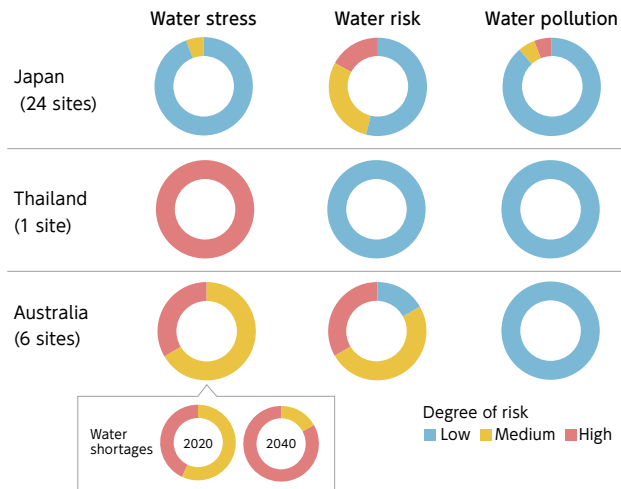 Water stress Water risk Water pollution
Japan
(24 sites)
Thailand
(1 site)
Australia
(6 sites)
Water
shortages
2020
2040
Degree of risk
Low Medium High